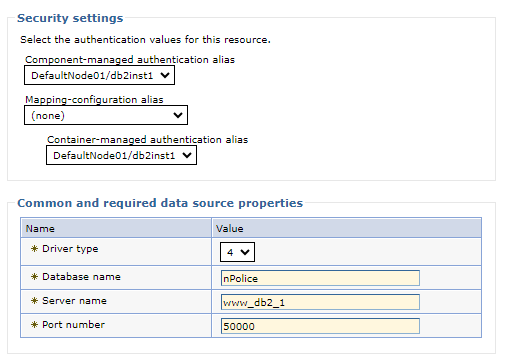 Security settings
Select the authentication values for this resource.
Component-managed authentication alias
DefaultNode01/db2inst1
Mapping-configuration alias
(none)
Container-managed authentication alias
DefaultNode01/db2inst1
Common and required data source properties
Name Value
* Driver type 4
* Database name nPolice
* Server name www_db2_1
* Port number 50000